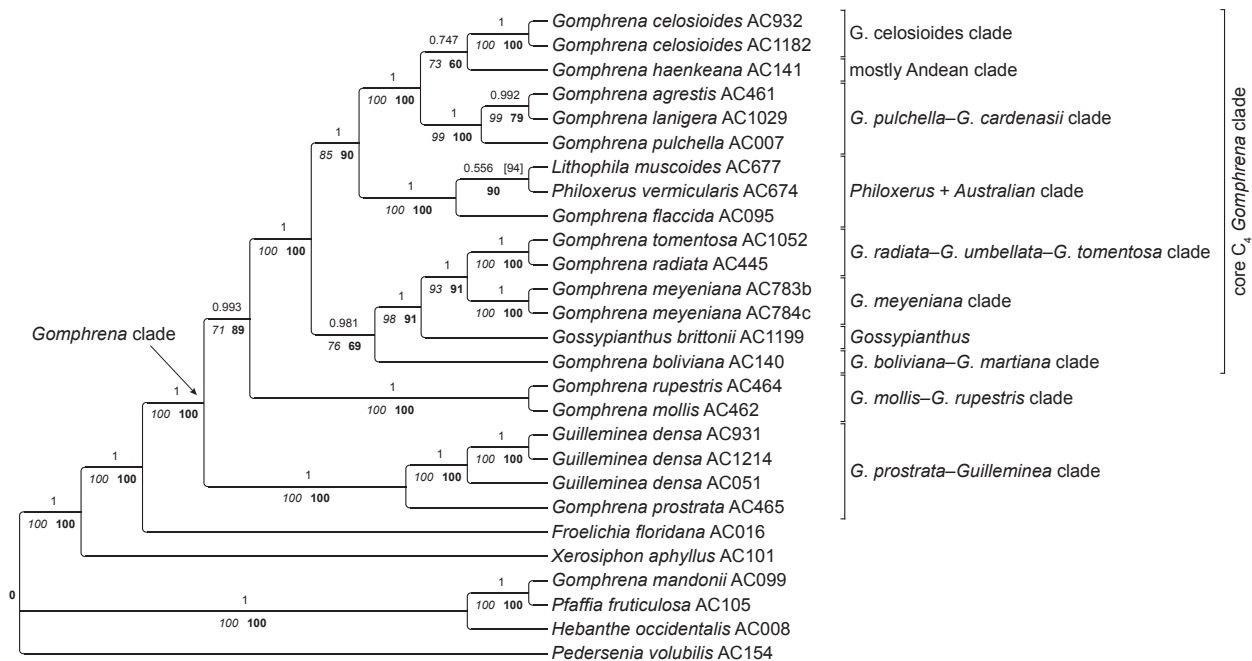 Gomphrena celosioides AC932
Gomphrena celosioides AC1182
Gomphrena haenkeana AC141
Gomphrena agrestis AC461
Gomphrena lanigera AC1029
Gomphrena pulchella AC007
Lithophila muscoides AC677
Philoxerus vermicularis AC674
Gomphrena flaccida AC095
Gomphrena tomentosa AC1052
Gomphrena radiata AC445
Gomphrena meyeniana AC783b
Gomphrena meyeniana AC784c
Gossypianthus brittonii AC1199
Gomphrena boliviana AC140
Gomphrena rupestris AC464
Gomphrena mollis AC462
Guilleminea densa AC931
Guilleminea densa AC1214
Guilleminea densa AC051
Gomphrena prostrata AC465
Froelichia floridana AC016
Xerosiphon aphyllus AC101
Gomphrena mandonii AC099
Pfaffia fruticulosa AC105
Hebanthe occidentalis AC008
Pedersenia volubilis AC154
G. celosioides clade
mostly Andean clade
G. pulchella–G. cardenasii clade
Philoxerus + Australian clade
G. radiata–G. umbellata–G. tomentosa clade
G. meyeniana clade
Gossypianthus
G. boliviana–G. martiana clade
G. mollis–G. rupestris clade
G. prostrata–Guilleminea clade
core C4 Gomphrena clade
Gomphrena clade
1
100 100
0.747
73 60
1
100 100
0.992
99 79
1
99 100
1
85 90
0.556 [94]
90
1
100 100
1
100 100
1
100 100
1
93 91
1
100 100
1
98 91
0.981
76 69
0.993
71 89
1
100 100
1
100 100
1
100 100
1
100 100
1
100 100
1
100 100
1
100 100
1
100 100
1
100 100
0